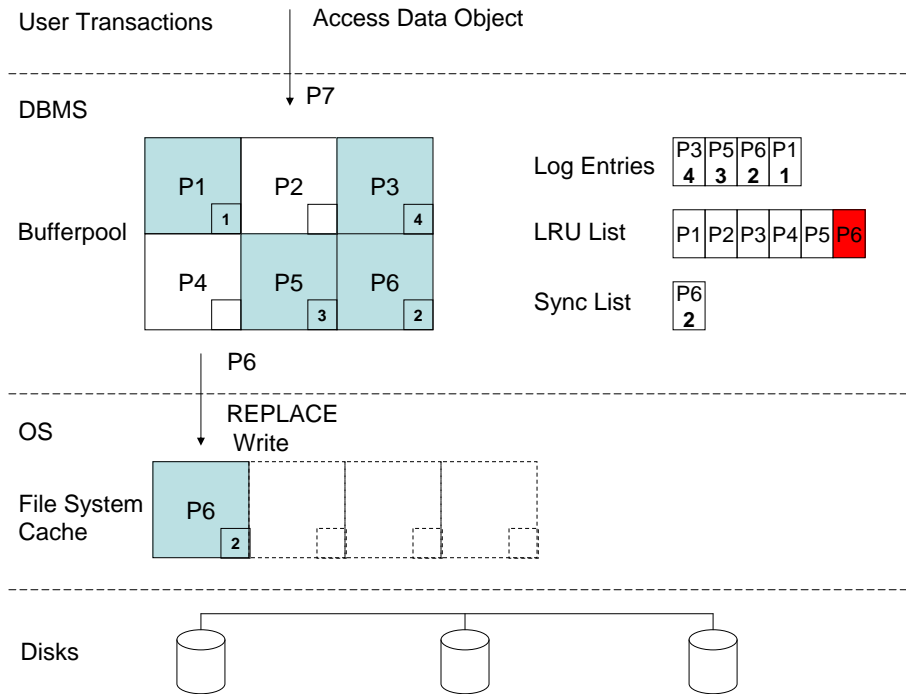 User Transactions
Access Data Object
P7
DBMS
P1 P2 P3
1 4
Bufferpool
P4 P5 P6
3 2
Log Entries
P3 P5 P6 P1
4 3 2 1
LRU List
P1 P2 P3 P4 P5 P6
Sync List
P6
2
P6
OS
REPLACE
Write
File System
Cache
P6
2
Disks